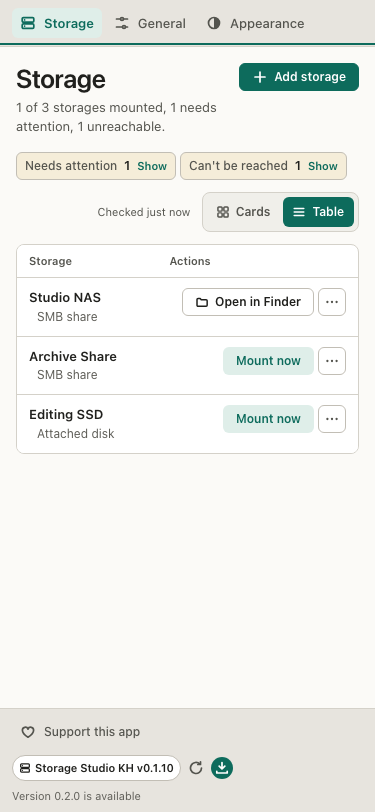 Storage General Appearance
Storage
Add storage
1 of 3 storages mounted, 1 needs
attention, 1 unreachable.
Needs attention 1 Show Can't be reached 1 Show
Checked just now Cards Table
Storage Actions
Studio NAS
SMB share
Open in Finder ...
Archive Share
SMB share
Mount now ...
Editing SSD
Attached disk
Mount now ...
Support this app
Storage Studio KH v0.1.10
Version 0.2.0 is available